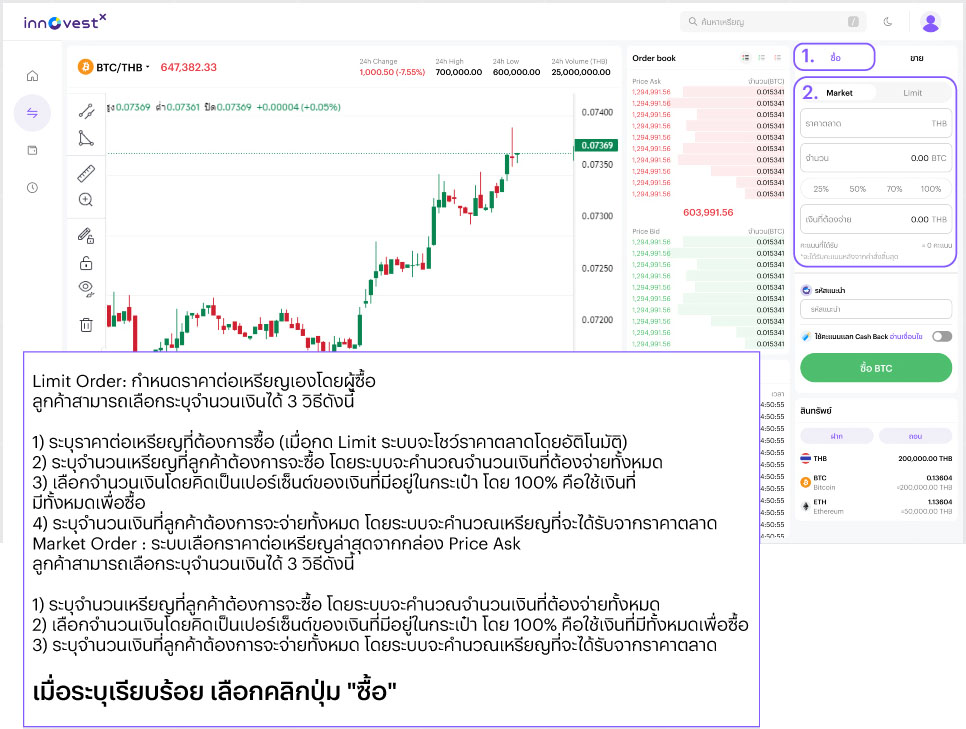 innovestx
ค้นหาเหรียญ
/
BTC/THB
647,382.33
24h Change
1,000.50 (-7.55%)
24h High
700,000.00
24h Low
600,000.00
24h Volume (THB)
25,000,000.00
สูง0.07369 ต่ำ0.07361 ปิด0.07369 +0.00004 (+0.05%)
0.07400
0.07369
0.07350
0.07300
0.07250
0.07200
Order book
Price Ask จำนวน(BTC)
1,294,991.56 0.015341
1,294,991.56 0.015341
1,294,991.56 0.015341
1,294,991.56 0.015341
1,294,991.56 0.015341
1,294,991.56 0.015341
1,294,991.56 0.015341
1,294,991.56 0.015341
1,294,991.56 0.015341
1,294,991.56 0.015341
603,991.56
Price Bid จำนวน(BTC)
1,294,991.56 0.015341
1,294,991.56 0.015341
1,294,991.56 0.015341
1,294,991.56 0.015341
1,294,991.56 0.015341
1,294,991.56 0.015341
1,294,991.56 0.015341
1,294,991.56 0.015341
1,294,991.56 0.015341
1,294,991.56 0.015341
เวลา
4:50:55
4:50:55
4:50:55
4:50:55
4:50:55
4:50:55
4:50:55
4:50:55
4:50:55
4:50:55
4:50:55
4:50:55
1. ซื้อ
ขาย
2. Market
Limit
ราคาตลาด THB
จำนวน 0.00 BTC
25% 50% 70% 100%
เงินที่ต้องจ่าย 0.00 THB
คะแนนที่ได้รับ +0 คะแนน
*จะได้รับคะแนนหลังจากคำสั่งสิ้นสุด
รหัสแนะนำ
รหัสแนะนำ
ใช้คะแนนแลก Cash Back อ่านเงื่อนไข
ซื้อ BTC
สินทรัพย์
ฝาก
ถอน
THB 200,000.00 THB
BTC 0.13604
Bitcoin ≈200,000.00 THB
ETH 1.13604
Ethereum ≈50,000.00 THB
Limit Order: กำหนดราคาต่อเหรียญเองโดยผู้ซื้อ
ลูกค้าสามารถเลือกระบุจำนวนเงินได้ 3 วิธีดังนี้
1) ระบุราคาต่อเหรียญที่ต้องการซื้อ (เมื่อกด Limit ระบบจะโชว์ราคาตลาดโดยอัติโนมัติ)
2) ระบุจำนวนเหรียญที่ลูกค้าต้องการจะซื้อ โดยระบบจะคำนวณจำนวนเงินที่ต้องจ่ายทั้งหมด
3) เลือกจำนวนเงินโดยคิดเป็นเปอร์เซ็นต์ของเงินที่มีอยู่ในกระเป๋า โดย 100% คือใช้เงินที่
มีทั้งหมดเพื่อซื้อ
4) ระบุจำนวนเงินที่ลูกค้าต้องการจะจ่ายทั้งหมด โดยระบบจะคำนวณเหรียญที่จะได้รับจากราคาตลาด
Market Order : ระบบเลือกราคาต่อเหรียญล่าสุดจากกล่อง Price Ask
ลูกค้าสามารถเลือกระบุจำนวนเงินได้ 3 วิธีดังนี้
1) ระบุจำนวนเหรียญที่ลูกค้าต้องการจะซื้อ โดยระบบจะคำนวณจำนวนเงินที่ต้องจ่ายทั้งหมด
2) เลือกจำนวนเงินโดยคิดเป็นเปอร์เซ็นต์ของเงินที่มีอยู่ในกระเป๋า โดย 100% คือใช้เงินที่มีทั้งหมดเพื่อซื้อ
3) ระบุจำนวนเงินที่ลูกค้าต้องการจะจ่ายทั้งหมด โดยระบบจะคำนวณเหรียญที่จะได้รับจากราคาตลาด
เมื่อระบุเรียบร้อย เลือกคลิกปุ่ม "ซื้อ"